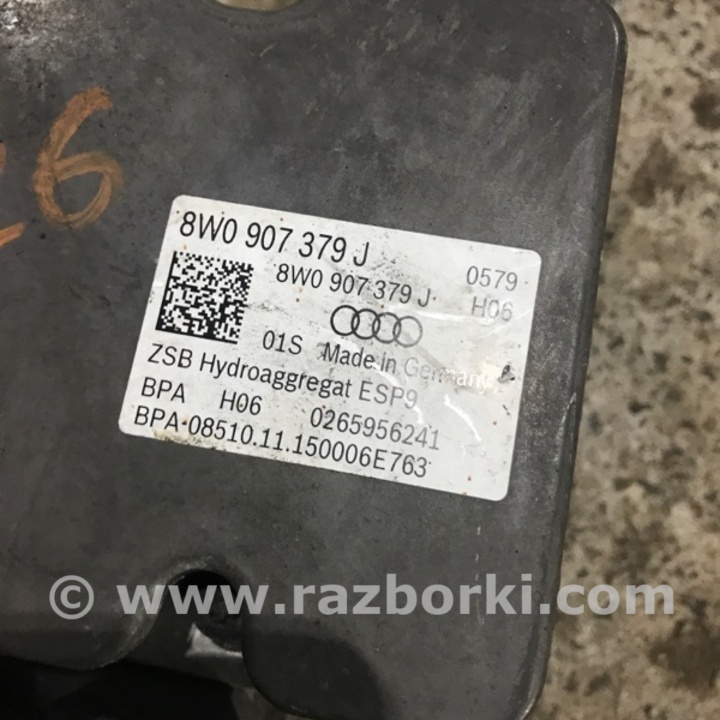 26
8W0 907 379 J
8W0 907 379 J 0579
H06
01S Made in Germany
ZSB Hydroaggregat ESP9
BPA H06 0265956241
BPA-08510.11.150006E763
© www.razborki.com